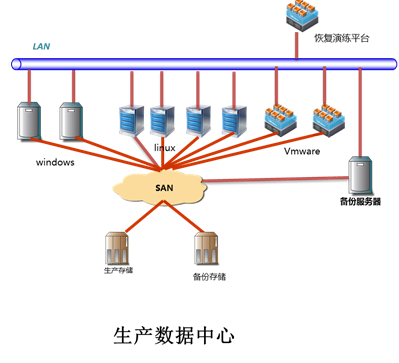 恢复演练平台
LAN
windows
linux
Vmware
SAN
备份服务器
生产存储
备份存储
生产数据中心